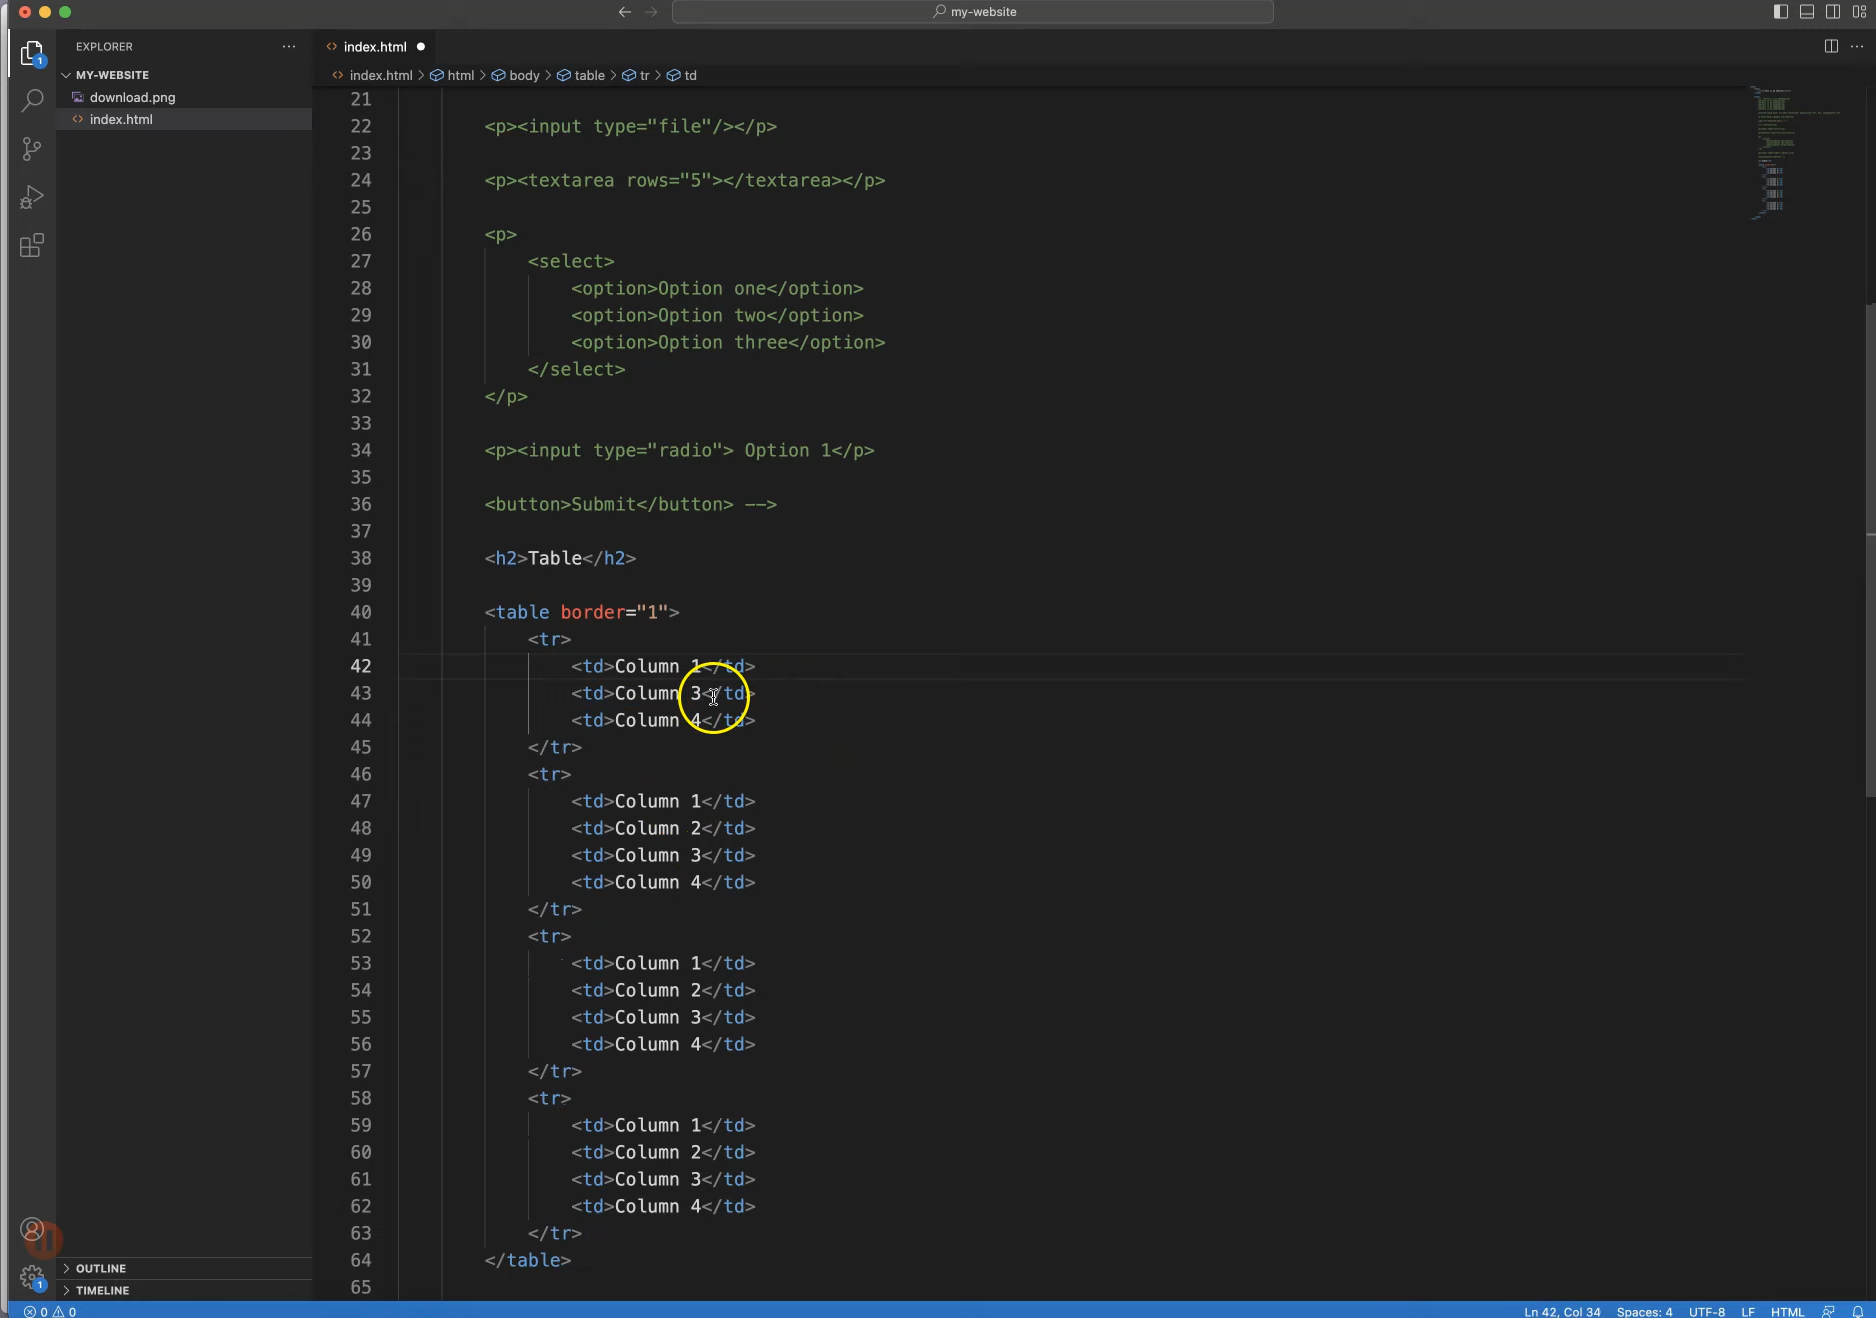 my-website
EXPLORER
index.html
index.html > html > body > table > tr > td
MY-WEBSITE
download.png
index.html
1
21
22 <p><input type="file"/></p>
23
24 <p><textarea rows="5"></textarea></p>
25
26 <p>
27 <select>
28 <option>Option one</option>
29 <option>Option two</option>
30 <option>Option three</option>
31 </select>
32 </p>
33
34 <p><input type="radio"> Option 1</p>
35
36 <button>Submit</button> -->
37
38 <h2>Table</h2>
39
40 <table border="1">
41 <tr>
42 <td>Column 1</td>
43 <td>Column 3</td>
44 <td>Column 4</td>
45 </tr>
46 <tr>
47 <td>Column 1</td>
48 <td>Column 2</td>
49 <td>Column 3</td>
50 <td>Column 4</td>
51 </tr>
52 <tr>
53 <td>Column 1</td>
54 <td>Column 2</td>
55 <td>Column 3</td>
56 <td>Column 4</td>
57 </tr>
58 <tr>
59 <td>Column 1</td>
60 <td>Column 2</td>
61 <td>Column 3</td>
62 <td>Column 4</td>
63 </tr>
64 </table>
65
OUTLINE
1
TIMELINE
0 0
Ln 42, Col 34 Spaces: 4 UTF-8 LF HTML